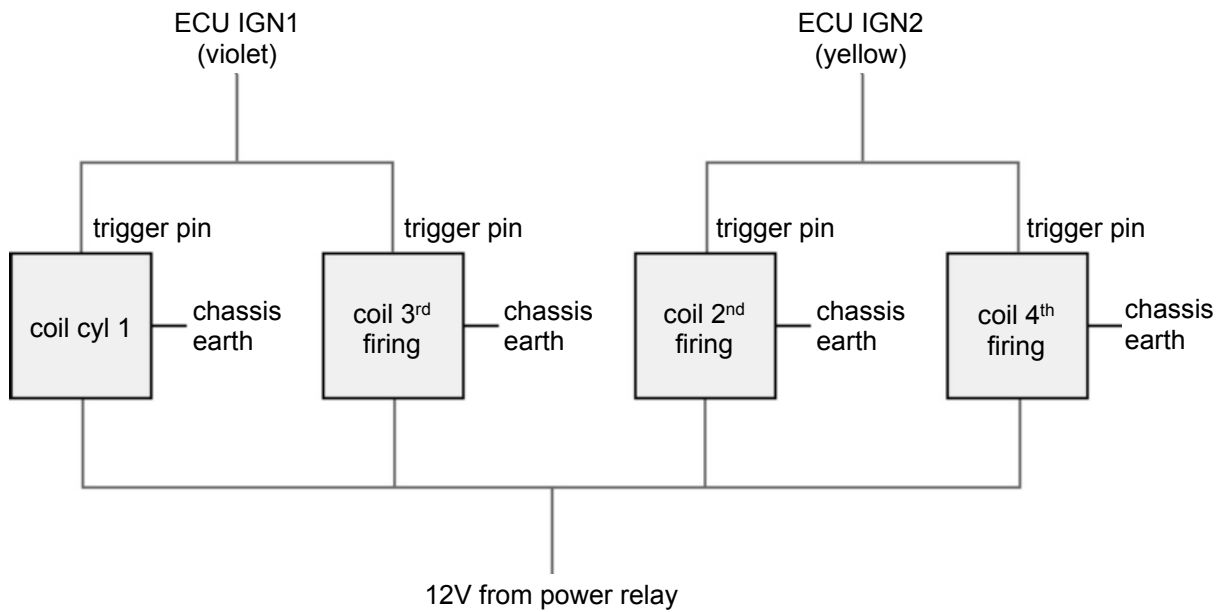 ECU IGN1
(violet)
ECU IGN2
(yellow)
trigger pin
trigger pin
trigger pin
trigger pin
coil cyl 1
chassis
earth
coil 3rd
firing
chassis
earth
coil 2nd
firing
chassis
earth
coil 4th
firing
chassis
earth
12V from power relay